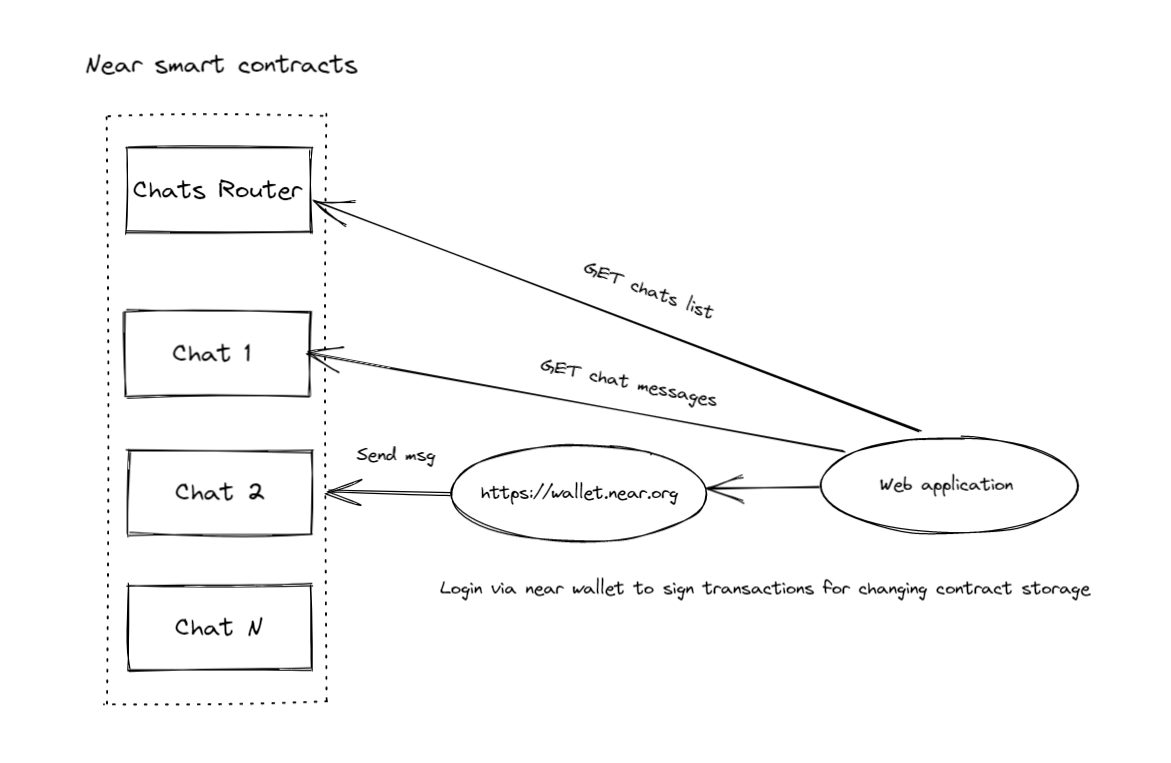 Near smart contracts
Chats Router
GET chats list
Chat 1
GET chat messages
Send msg
Chat 2
https://wallet.near.org
Web application
Login via near wallet to sign transactions for changing contract storage
Chat N